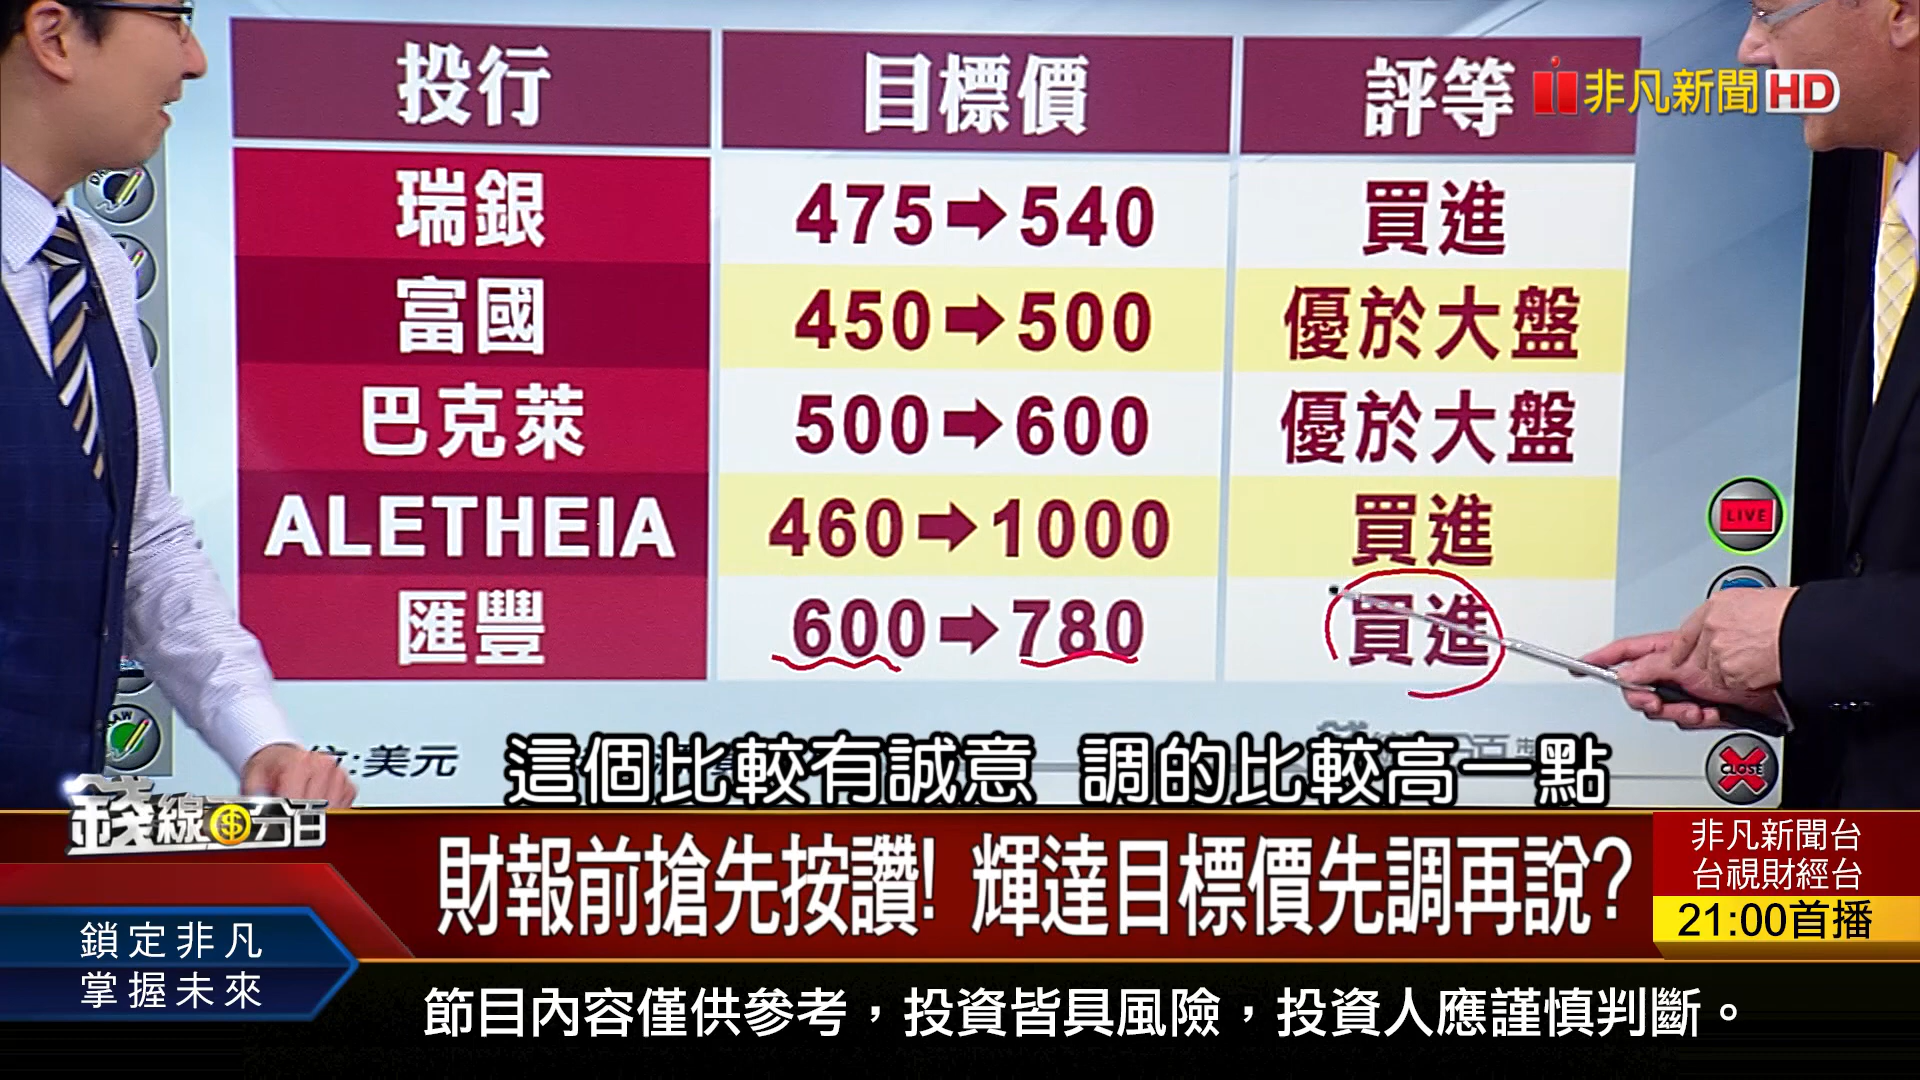 投行 目標價 評等
非凡新聞HD
瑞銀 475➡540 買進
富國 450➡500 優於大盤
巴克萊 500➡600 優於大盤
ALETHEIA 460➡1000 買進
匯豐 600➡780 買進
LIVE
CLOSE
位:美元
這個比較有誠意 調的比較高一點
錢線百分百
財報前搶先按讚! 輝達目標價先調再說?
非凡新聞台
台視財經台
21:00首播
鎖定非凡
掌握未來
節目內容僅供參考，投資皆具風險，投資人應謹慎判斷。